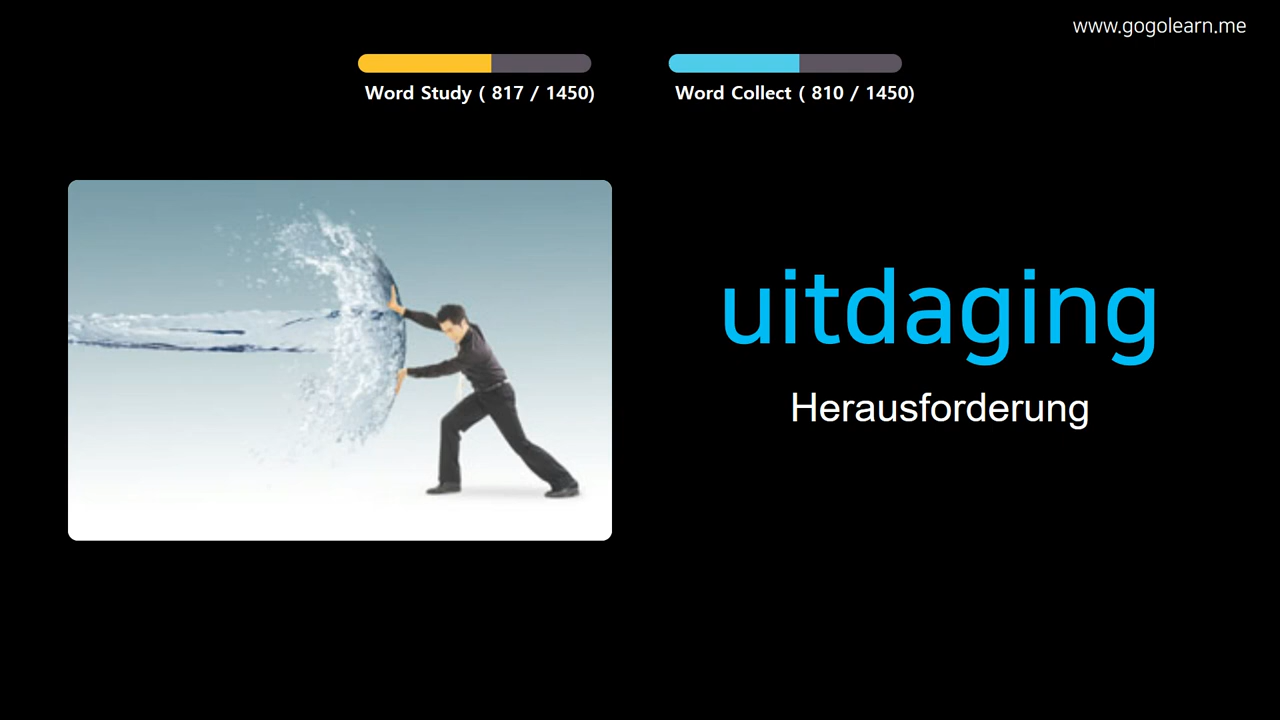 www.gogolearn.me
Word Study ( 817 / 1450)
Word Collect ( 810 / 1450)
uitdaging
Herausforderung